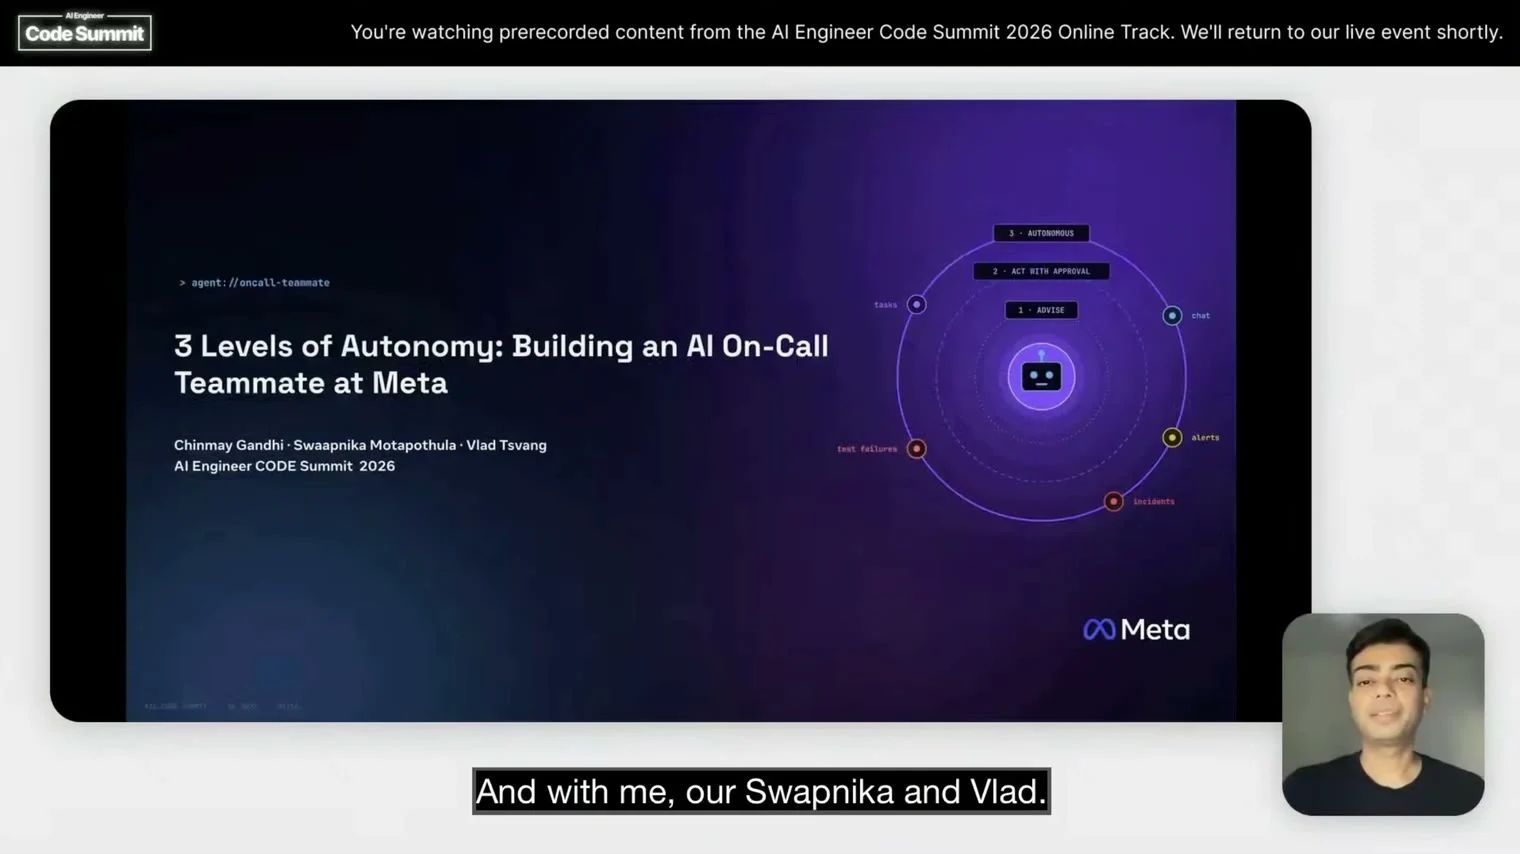 AI Engineer
Code Summit
You're watching prerecorded content from the AI Engineer Code Summit 2026 Online Track. We'll return to our live event shortly.
> agent://oncall-teammate
3 Levels of Autonomy: Building an AI On-Call
Teammate at Meta
Chinmay Gandhi · Swaapnika Motapothula · Vlad Tsvang
AI Engineer CODE Summit 2026
3 · AUTONOMOUS
2 · ACT WITH APPROVAL
1 · ADVISE
tasks
chat
test failures
alerts
incidents
Meta
And with me, our Swapnika and Vlad.